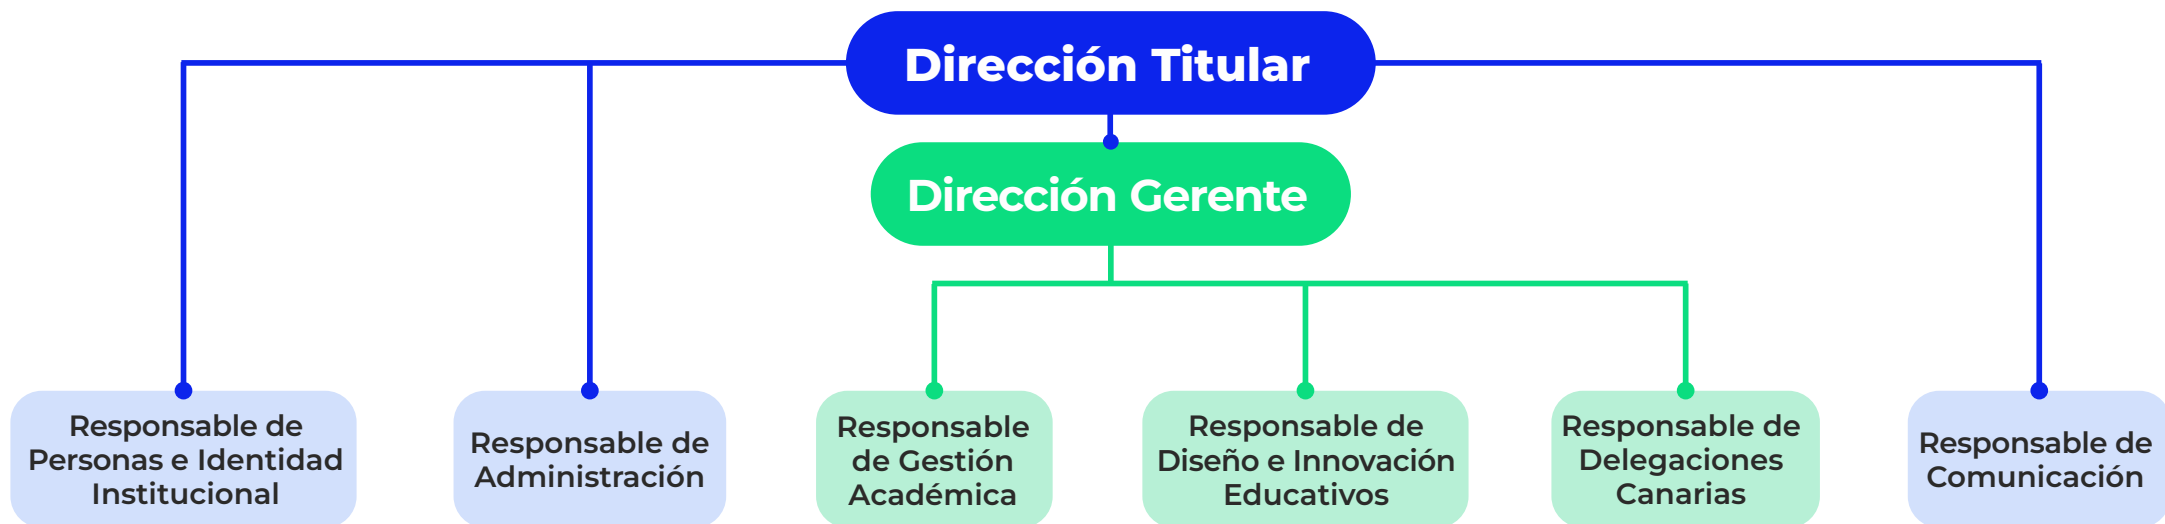 Dirección Titular
Dirección Gerente
Responsable de
Personas e Identidad
Institucional
Responsable de
Administración
Responsable
de Gestión
Académica
Responsable de
Diseño e Innovación
Educativos
Responsable de
Delegaciones
Canarias
Responsable de
Comunicación